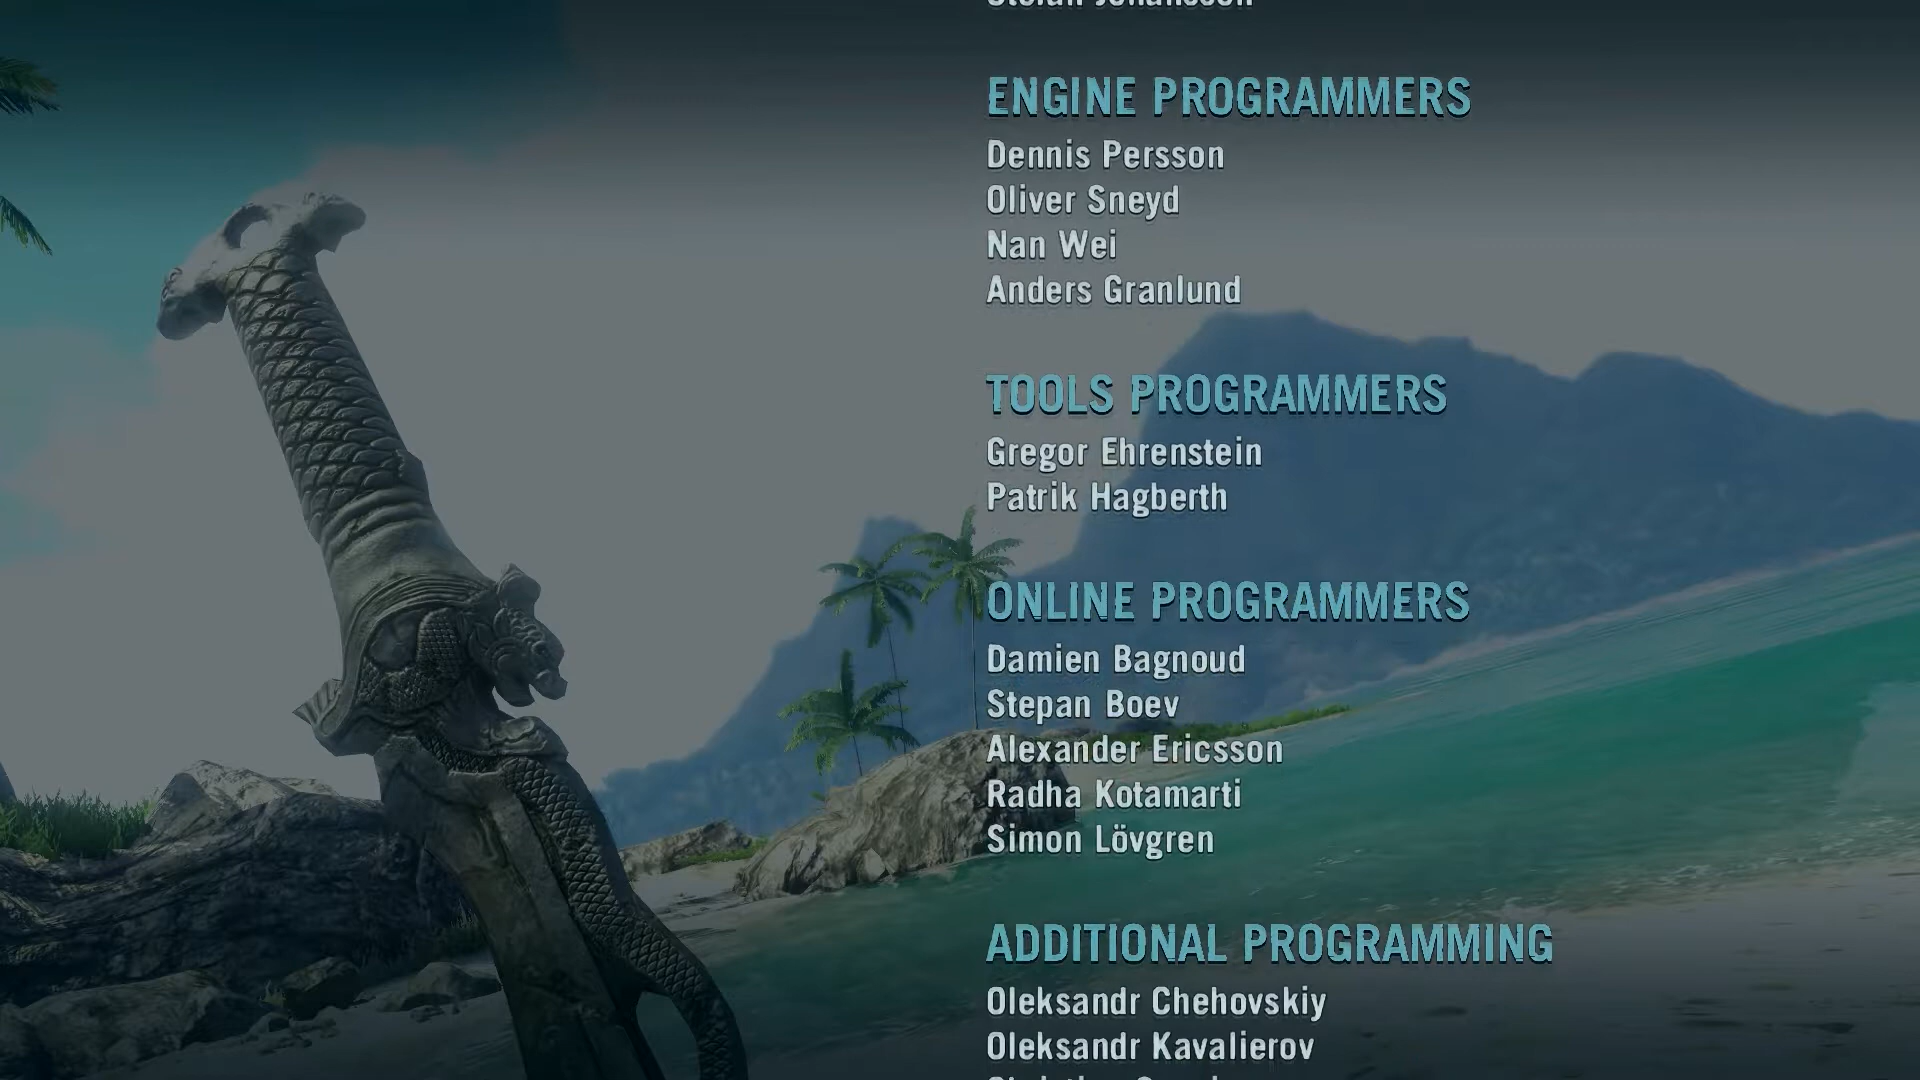 ENGINE PROGRAMMERS
Dennis Persson
Oliver Sneyd
Nan Wei
Anders Granlund
TOOLS PROGRAMMERS
Gregor Ehrenstein
Patrik Hagberth
ONLINE PROGRAMMERS
Damien Bagnoud
Stepan Boev
Alexander Ericsson
Radha Kotamarti
Simon Lövgren
ADDITIONAL PROGRAMMING
Oleksandr Chehovskiy
Oleksandr Kavalierov